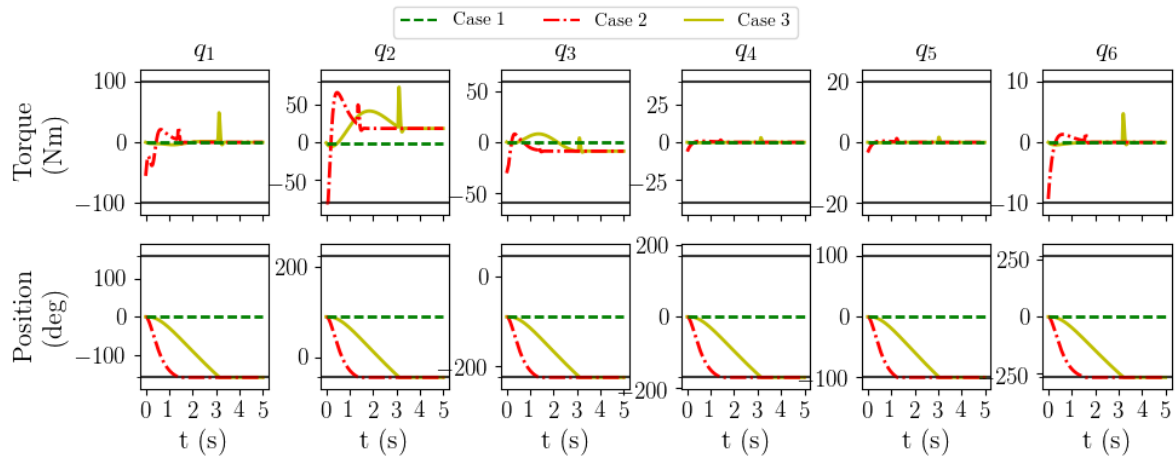 Case 1 Case 2 Case 3
q1 q2 q3 q4 q5 q6
Torque
(Nm)
100 0 −100
50 0 −50
50 0 −50
25 0 −25
20 0 −20
10 0 −10
Position
(deg)
100 0 −100
200 0
0 −200
200 0 −200
100 0 −100
250 0 −250
0 1 2 3 4 5 0 1 2 3 4 5 0 1 2 3 4 5 0 1 2 3 4 5 0 1 2 3 4 5 0 1 2 3 4 5
t (s) t (s) t (s) t (s) t (s) t (s)